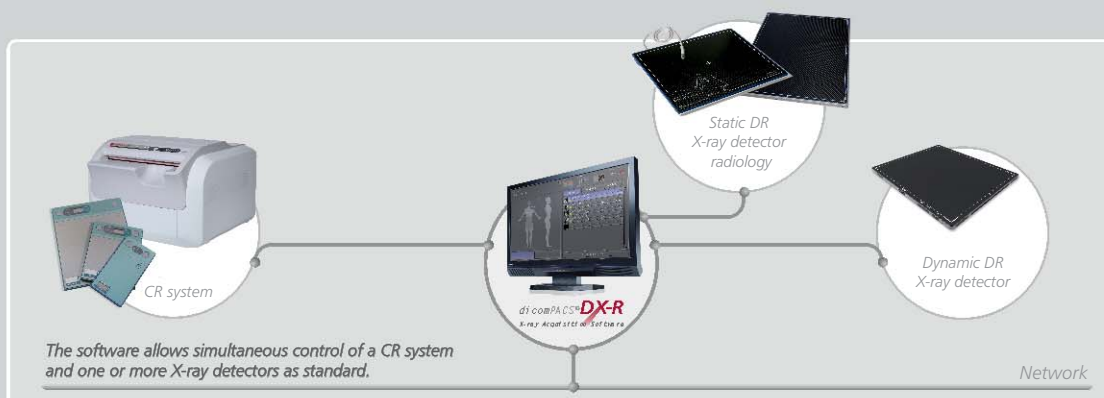 Static DR
X-ray detector
radiology
CR system
Dynamic DR
X-ray detector
dicomPACS® DX-R
X-ray Acquisition Software
The software allows simultaneous control of a CR system
and one or more X-ray detectors as standard.
Network